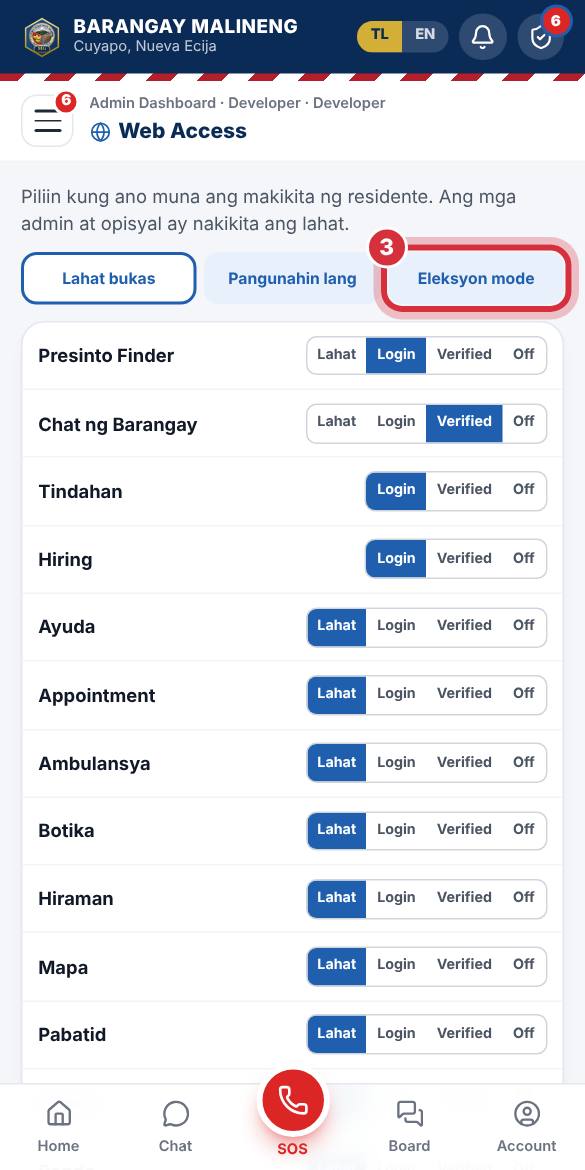 BARANGAY MALINENG
Cuyapo, Nueva Ecija
TL EN
6
6
Admin Dashboard · Developer · Developer
Web Access
Piliin kung ano muna ang makikita ng residente. Ang mga
admin at opisyal ay nakikita ang lahat.
3
Lahat bukas Pangunahin lang Eleksyon mode
Presinto Finder Lahat Login Verified Off
Chat ng Barangay Lahat Login Verified Off
Tindahan Login Verified Off
Hiring Login Verified Off
Ayuda Lahat Login Verified Off
Appointment Lahat Login Verified Off
Ambulansya Lahat Login Verified Off
Botika Lahat Login Verified Off
Hiraman Lahat Login Verified Off
Mapa Lahat Login Verified Off
Pabatid Lahat Login Verified Off
Home Chat SOS Board Account